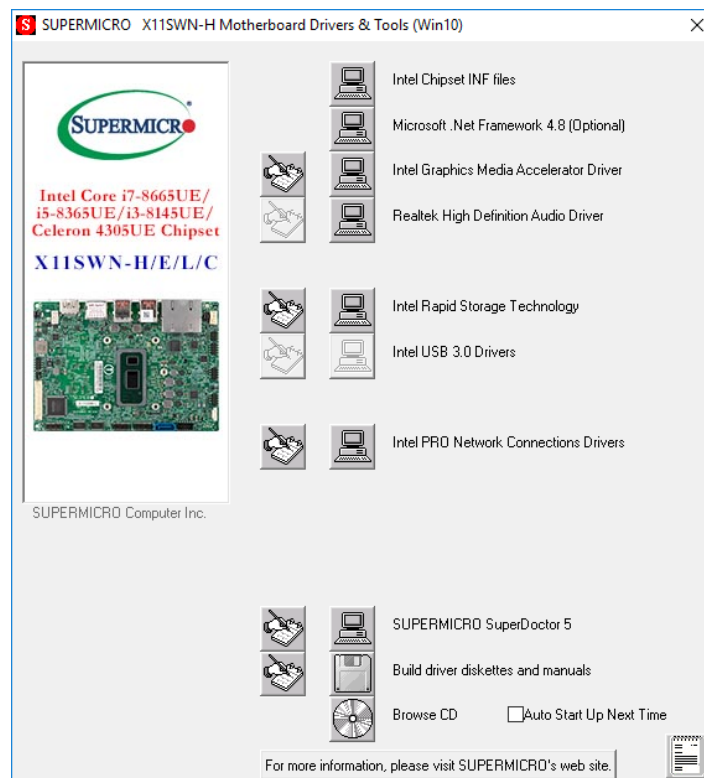 SUPERMICRO X11SWN-H Motherboard Drivers & Tools (Win10)
SUPERMICRO
Intel Core i7-8665UE/
i5-8365UE/i3-8145UE/
Celeron 4305UE Chipset
X11SWN-H/E/L/C
SUPERMICRO Computer Inc.
Intel Chipset INF files
Microsoft .Net Framework 4.8 (Optional)
Intel Graphics Media Accelerator Driver
Realtek High Definition Audio Driver
Intel Rapid Storage Technology
Intel USB 3.0 Drivers
Intel PRO Network Connections Drivers
SUPERMICRO SuperDoctor 5
Build driver diskettes and manuals
Browse CD Auto Start Up Next Time
For more information, please visit SUPERMICRO's web site.